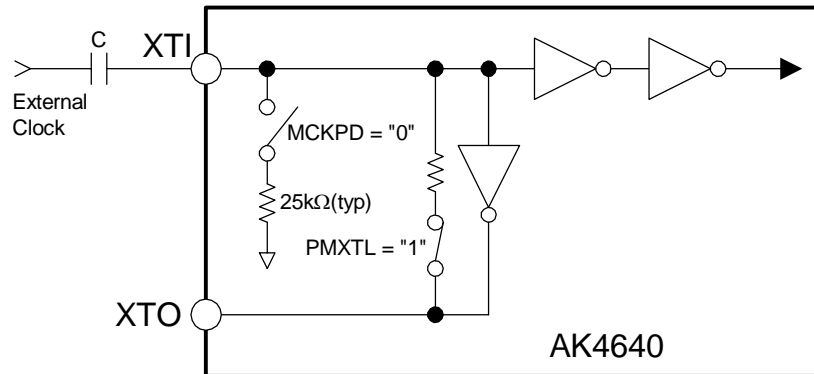 C
XTI
External
Clock
MCKPD = "0"
25kΩ(typ)
PMXTL = "1"
XTO
AK4640